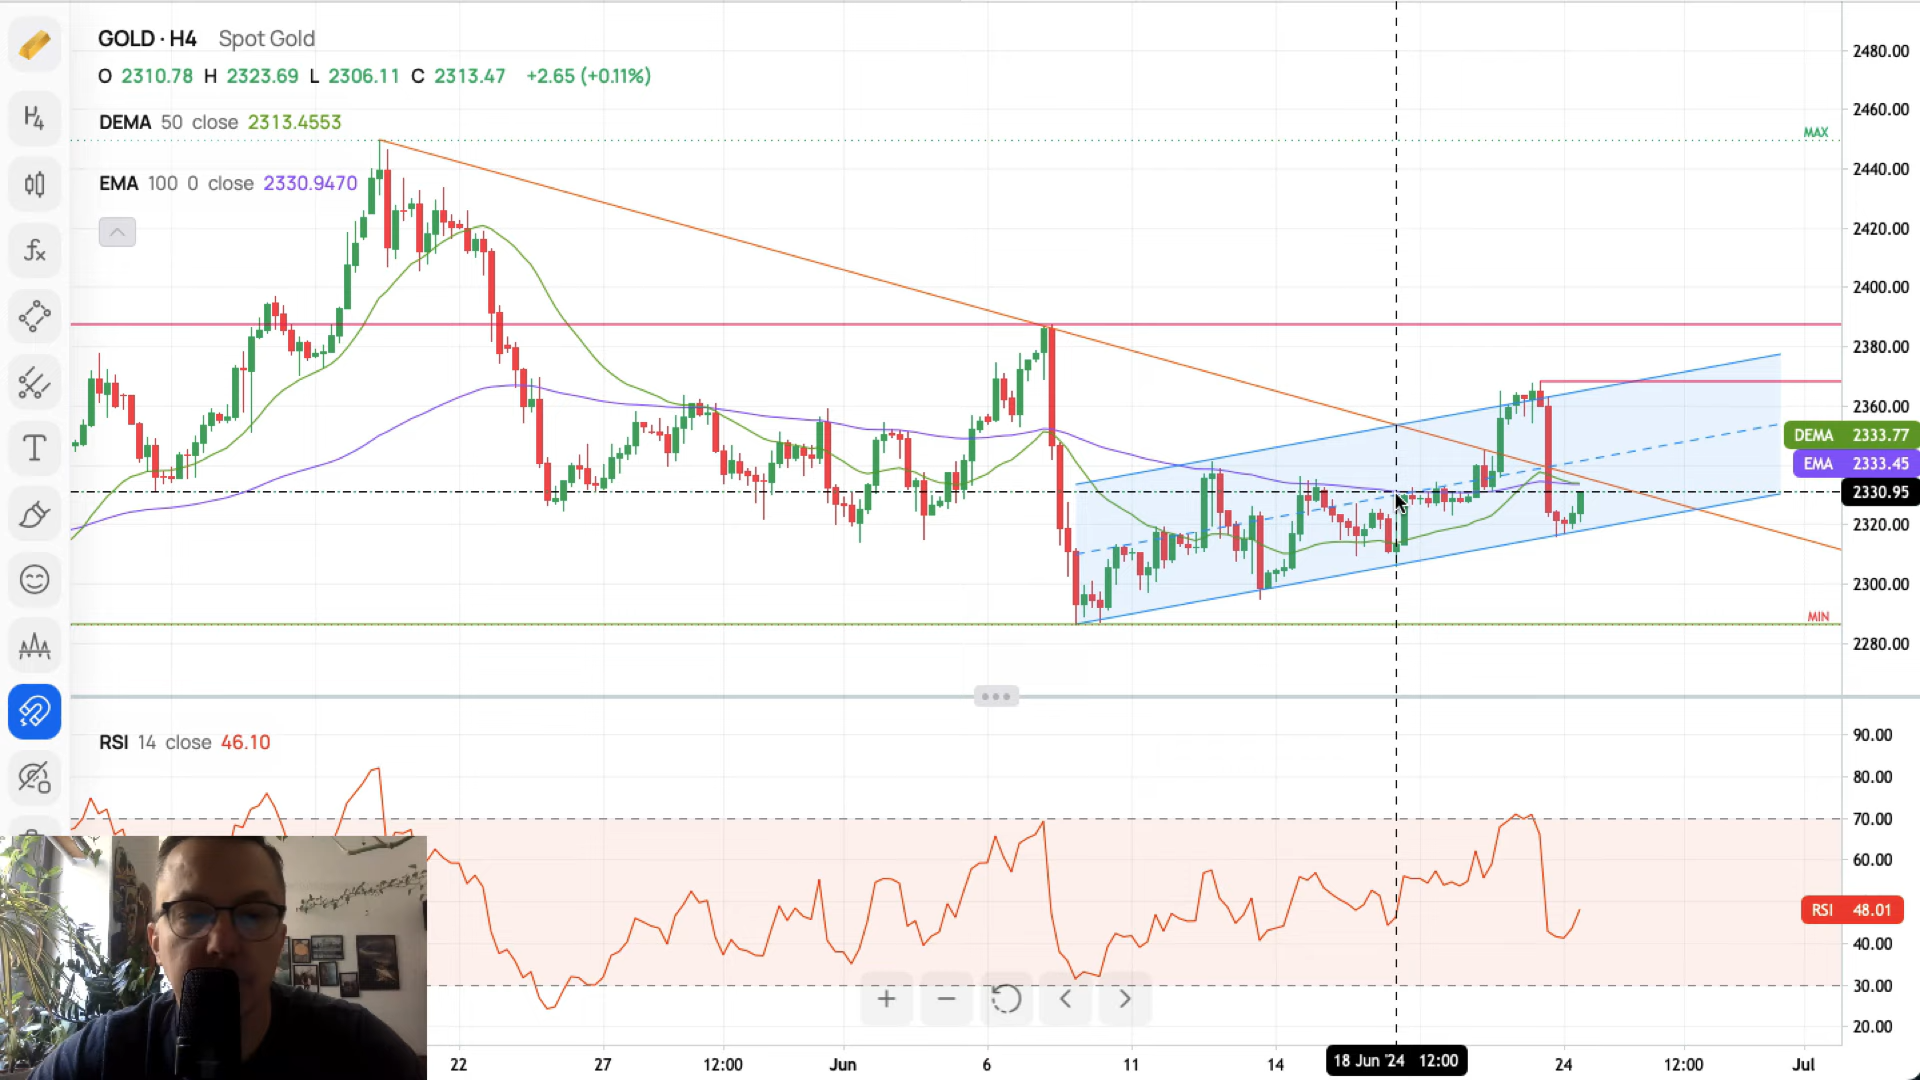 GOLD · H4 Spot Gold
O 2310.78 H 2323.69 L 2306.11 C 2313.47 +2.65 (+0.11%)
DEMA 50 close 2313.4553
EMA 100 0 close 2330.9470
H4
fx
T
MAX
MIN
2480.00
2460.00
2440.00
2420.00
2400.00
2380.00
2360.00
DEMA 2333.77
EMA 2333.45
2330.95
2320.00
2300.00
2280.00
RSI 14 close 46.10
90.00
80.00
70.00
60.00
RSI 48.01
40.00
30.00
20.00
22 27 12:00 Jun 6 11 14 18 Jun '24 12:00 24 12:00 Jul